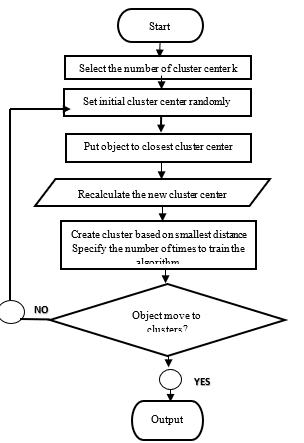 Start
Select the number of cluster center k
Set initial cluster center randomly
Put object to closest cluster center
Recalculate the new cluster center
Create cluster based on smallest distance
Specify the number of times to train the
algorithm
Object move to
clusters?
NO
YES
Output